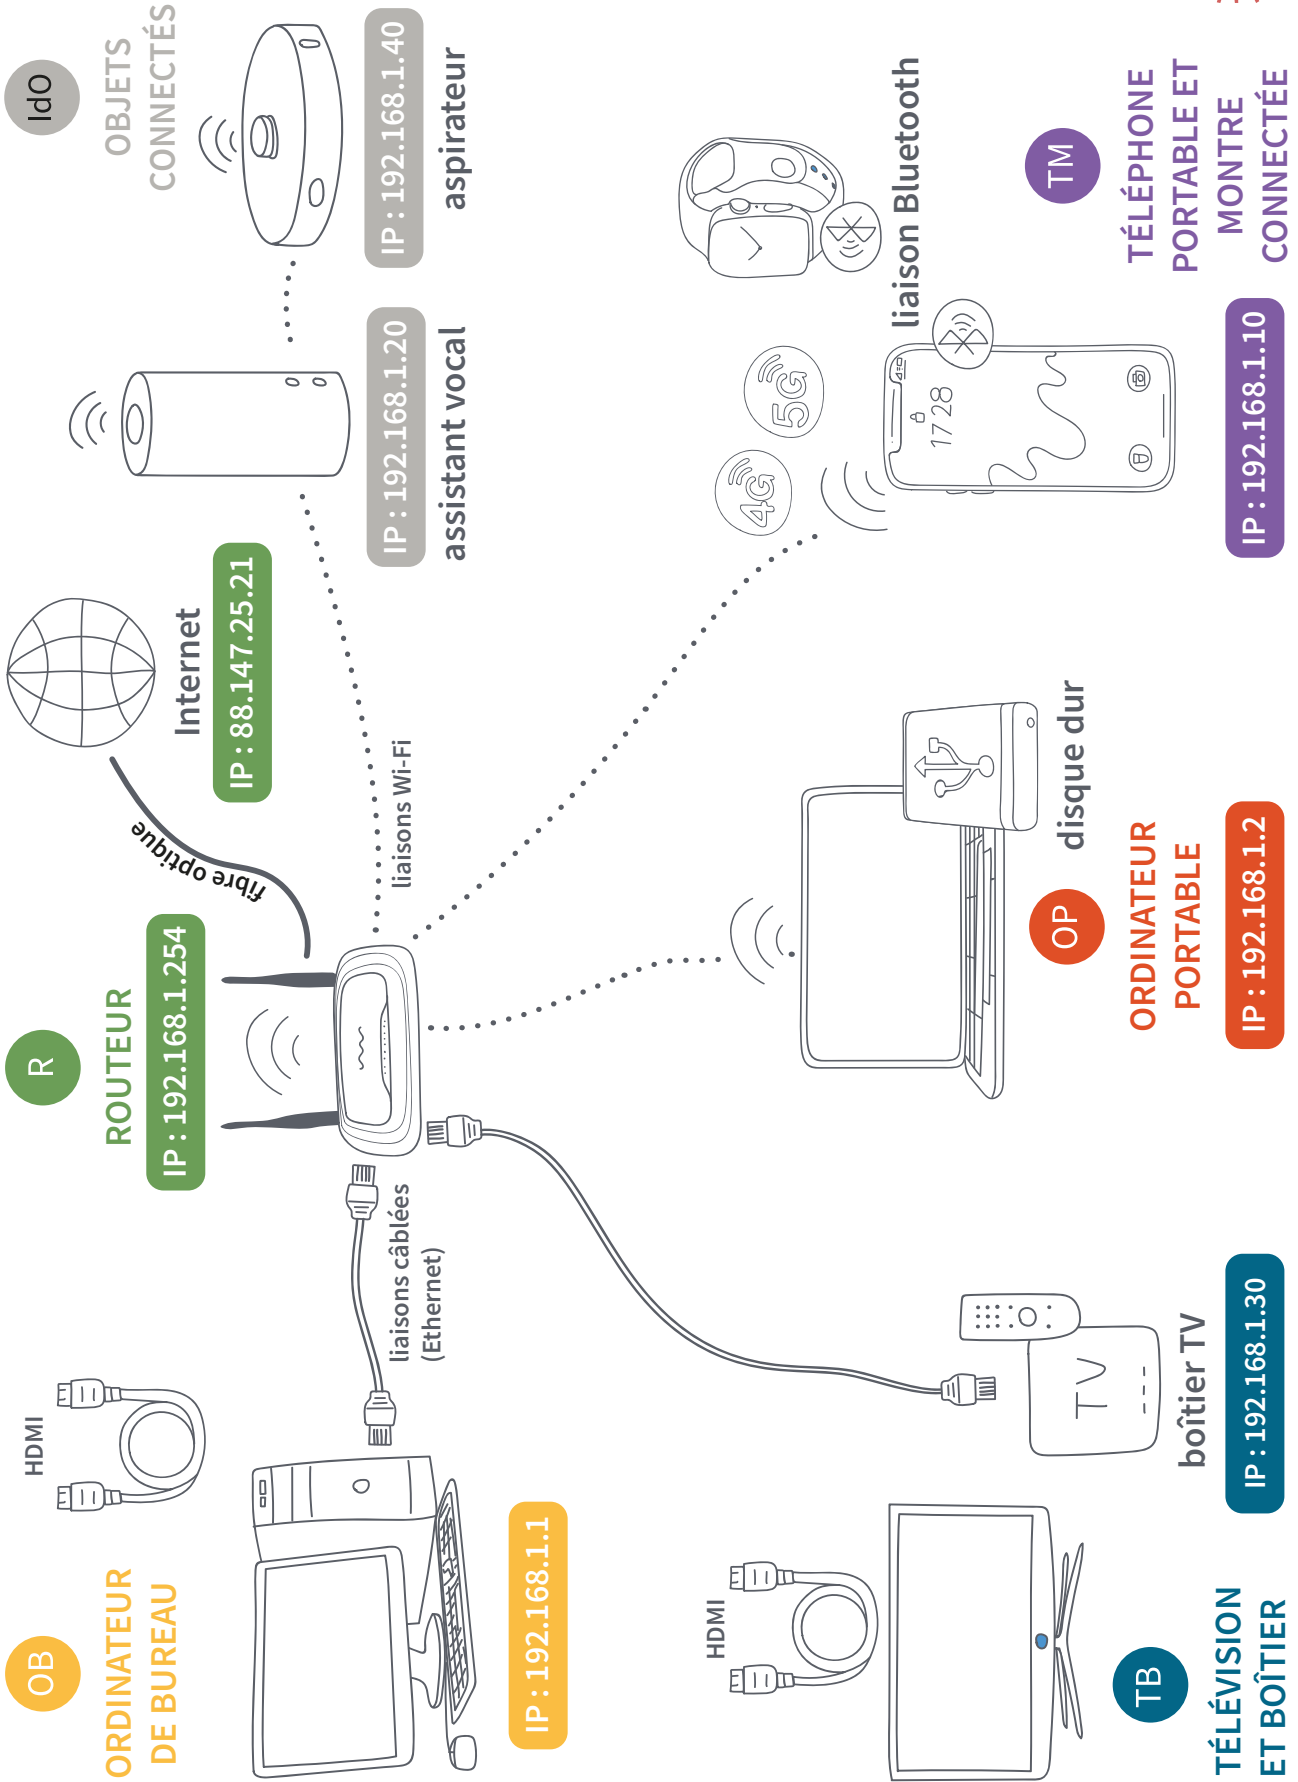 OB
ORDINATEUR
DE BUREAU
HDMI
IP : 192.168.1.1
liaisons câblées
(Ethernet)
R
ROUTEUR
IP : 192.168.1.254
fibre optique
Internet
IP : 88.147.25.21
liaisons Wi-Fi
IdO
OBJETS
CONNECTÉS
IP : 192.168.1.20
assistant vocal
IP : 192.168.1.40
aspirateur
HDMI
TB
TÉLÉVISION
ET BOÎTIER
TV
boîtier TV
IP : 192.168.1.30
disque dur
OP
ORDINATEUR
PORTABLE
IP : 192.168.1.2
4G
5G
17 28
liaison Bluetooth
TM
TÉLÉPHONE
PORTABLE ET
MONTRE
CONNECTÉE
IP : 192.168.1.10